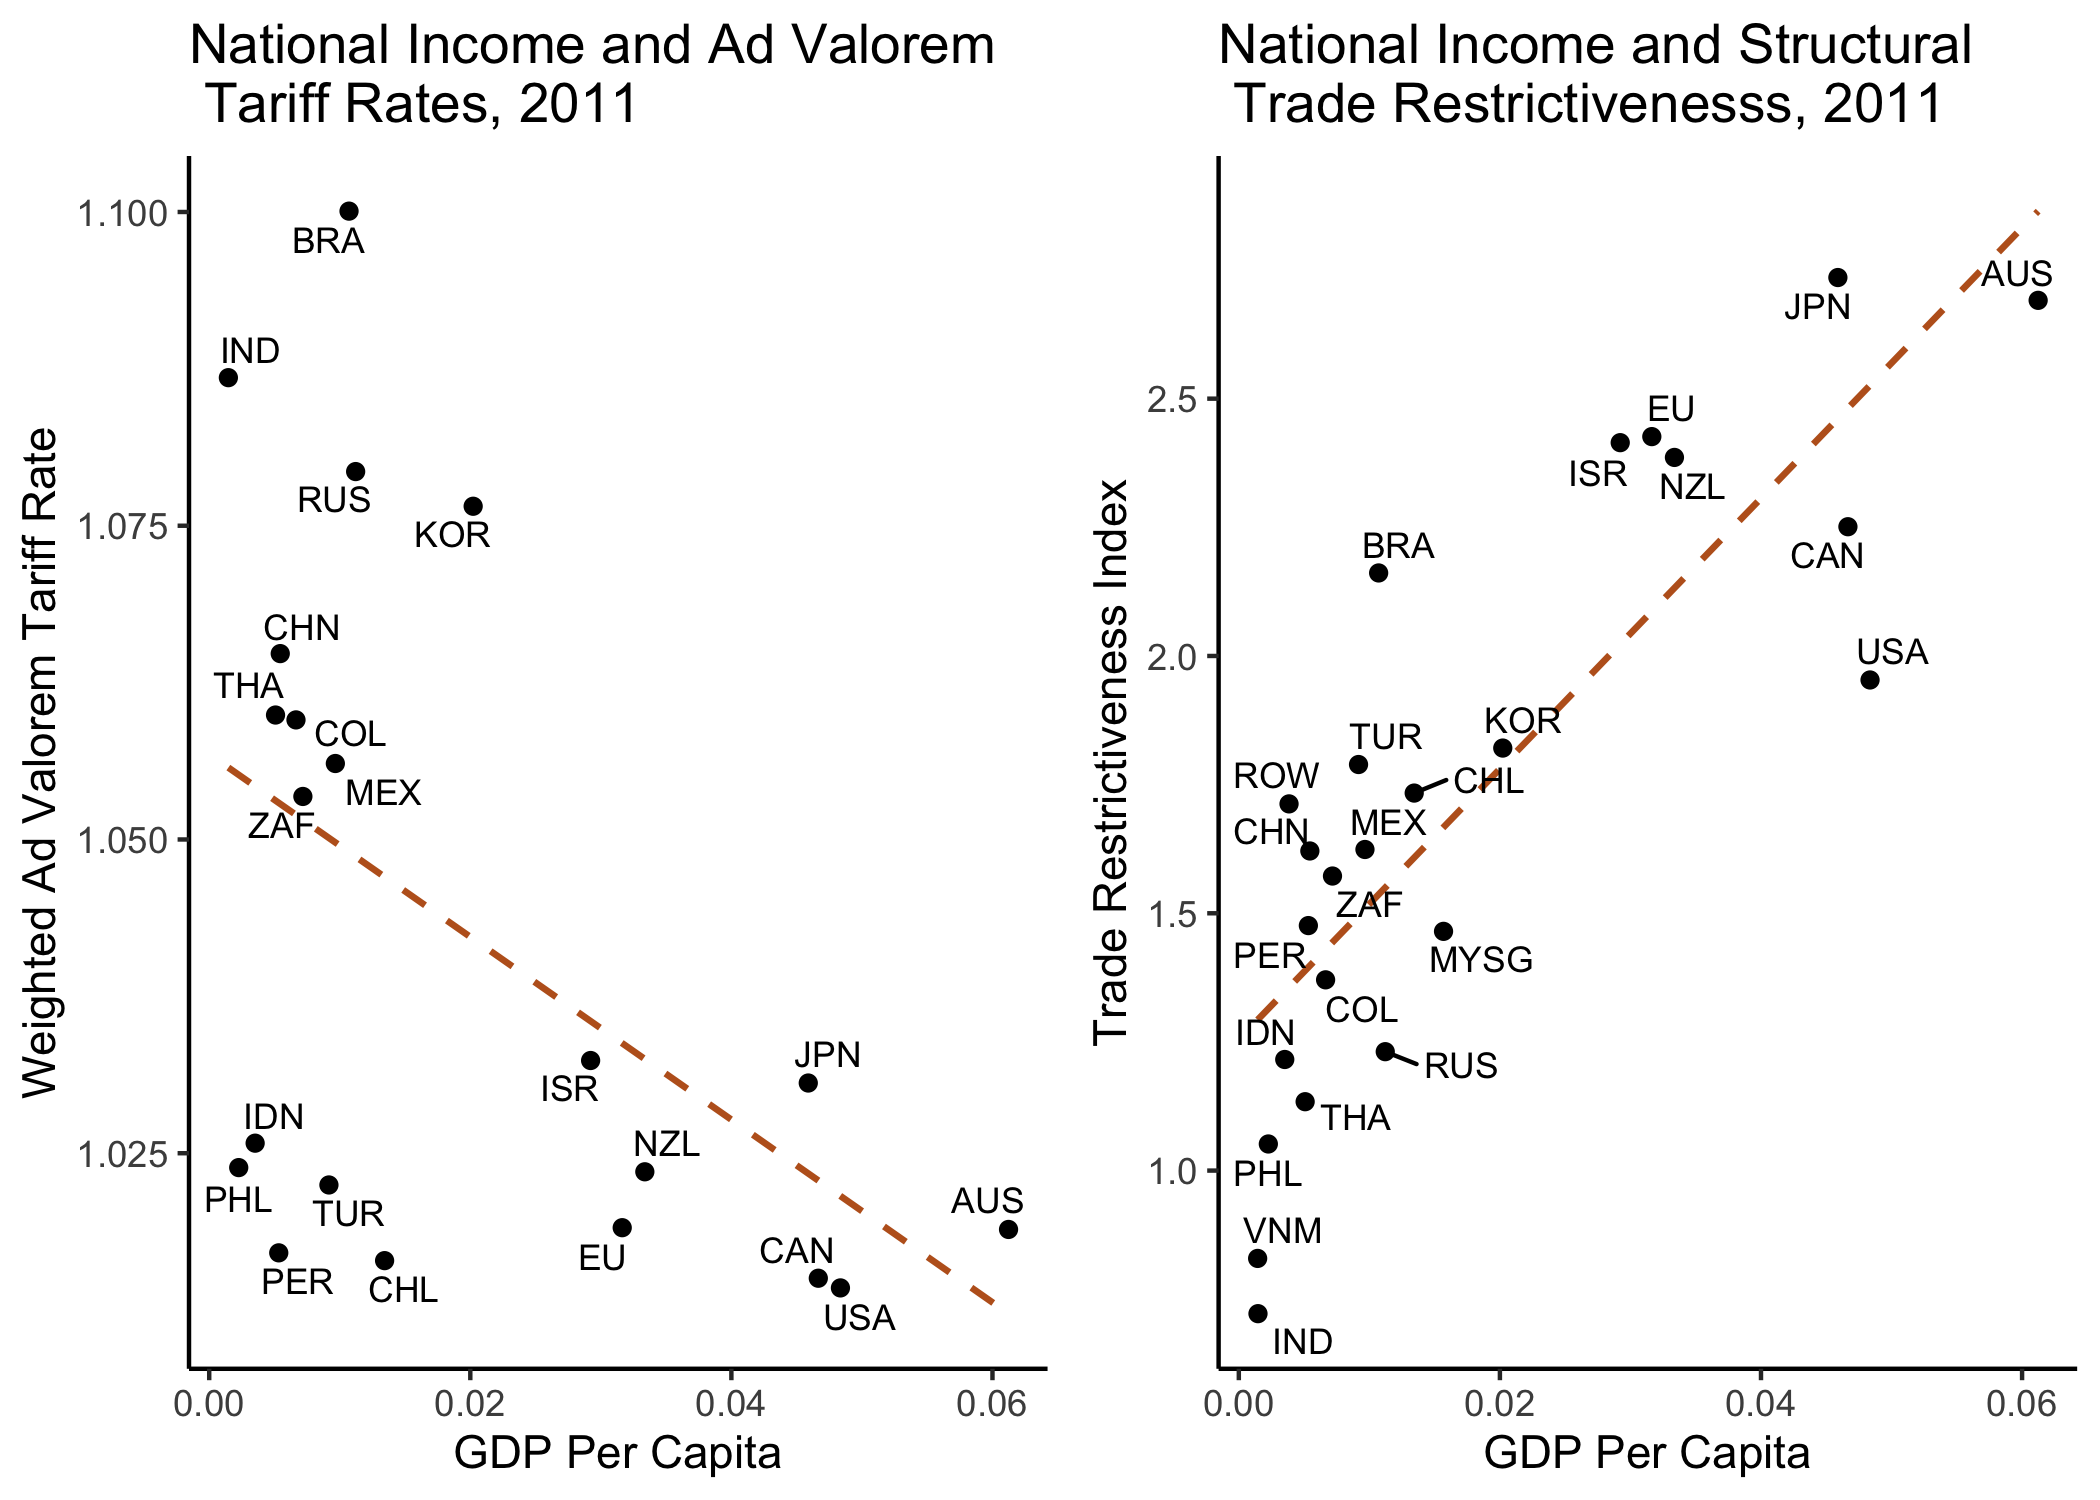 National Income and Ad Valorem
Tariff Rates, 2011
Weighted Ad Valorem Tariff Rate
1.100
1.075
1.050
1.025
BRA
IND
RUS
KOR
CHN
THA
COL
MEX
ZAF
ISR
JPN
IDN
NZL
PHL
TUR
AUS
EU
CAN
PER
CHL
USA
0.00
0.02
0.04
0.06
GDP Per Capita
National Income and Structural
Trade Restrictivenesss, 2011
Trade Restrictiveness Index
2.5
2.0
1.5
1.0
AUS
JPN
EU
ISR
NZL
BRA
CAN
USA
KOR
TUR
ROW
CHL
CHN
MEX
ZAF
PER
MYSG
COL
IDN
RUS
THA
PHL
VNM
IND
0.00
0.02
0.04
0.06
GDP Per Capita